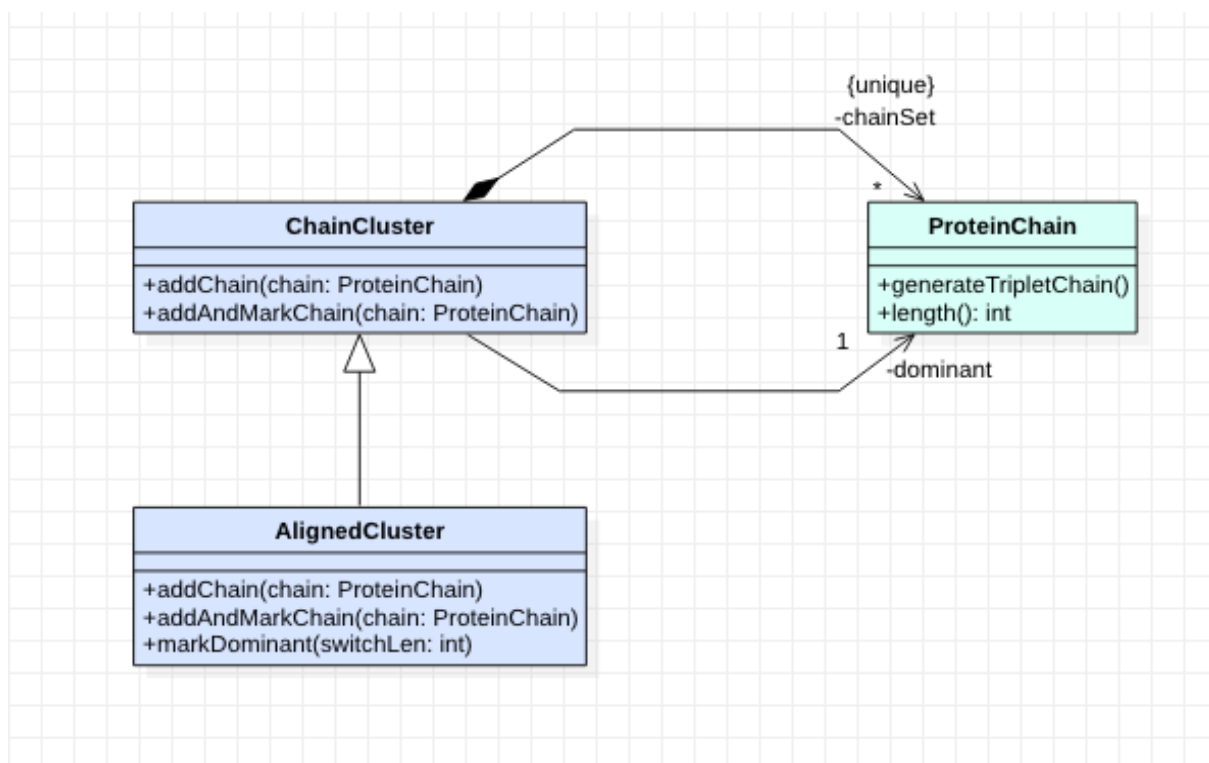 {unique}
-chainSet
*
ChainCluster
+addChain(chain: ProteinChain)
+addAndMarkChain(chain: ProteinChain)
ProteinChain
+generateTripletChain()
+length(): int
1
-dominant
AlignedCluster
+addChain(chain: ProteinChain)
+addAndMarkChain(chain: ProteinChain)
+markDominant(switchLen: int)